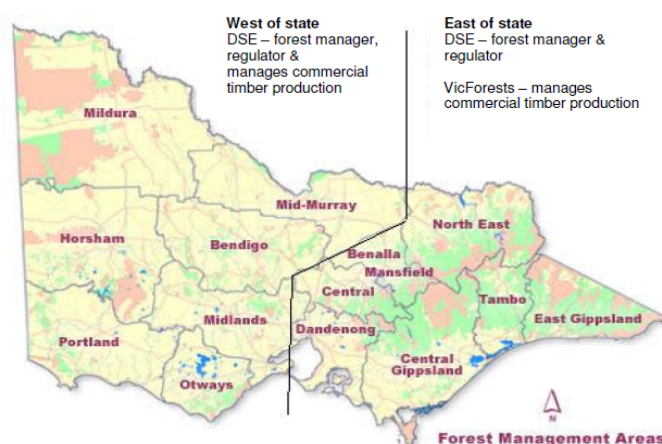 West of state
DSE – forest manager,
regulator &
manages commercial
timber production
East of state
DSE – forest manager &
regulator
VicForests – manages
commercial timber production
Mildura
Mid-Murray
North East
Horsham
Bendigo
Benalla
Mansfield
Central
Tambo
East Gippsland
Midlands
Dandenong
Portland
Central
Gippsland
Otways
N
Forest Management Areas